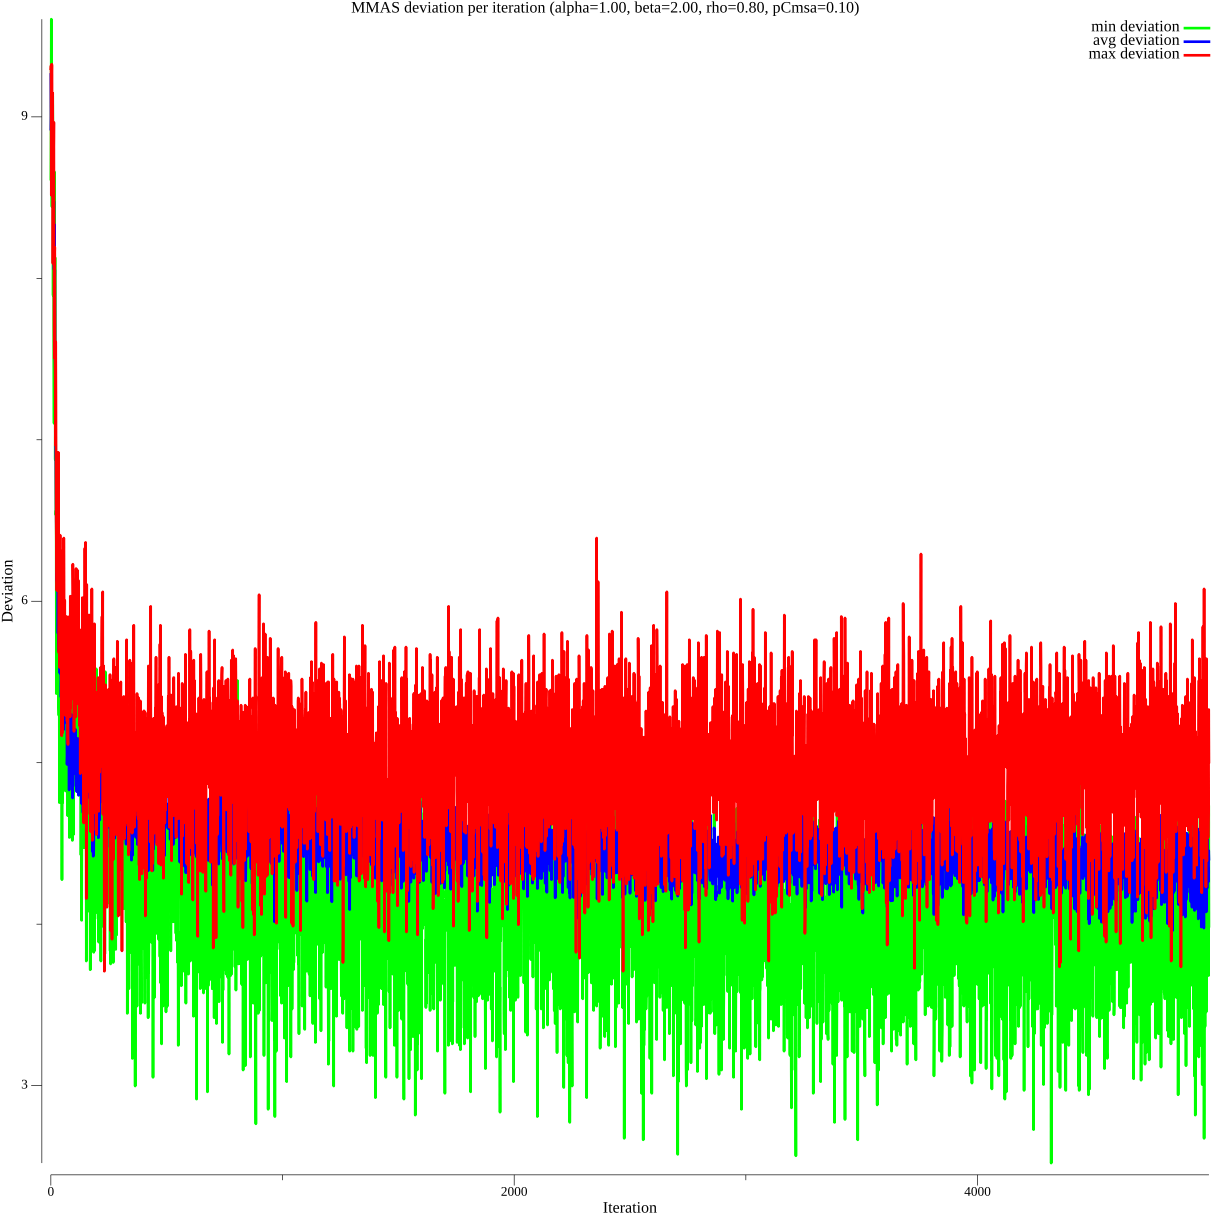 MMAS deviation per iteration (alpha=1.00, beta=2.00, rho=0.80, pCmsa=0.10)
min deviation
avg deviation
max deviation
9
6
3
Deviation
0
2000
4000
Iteration